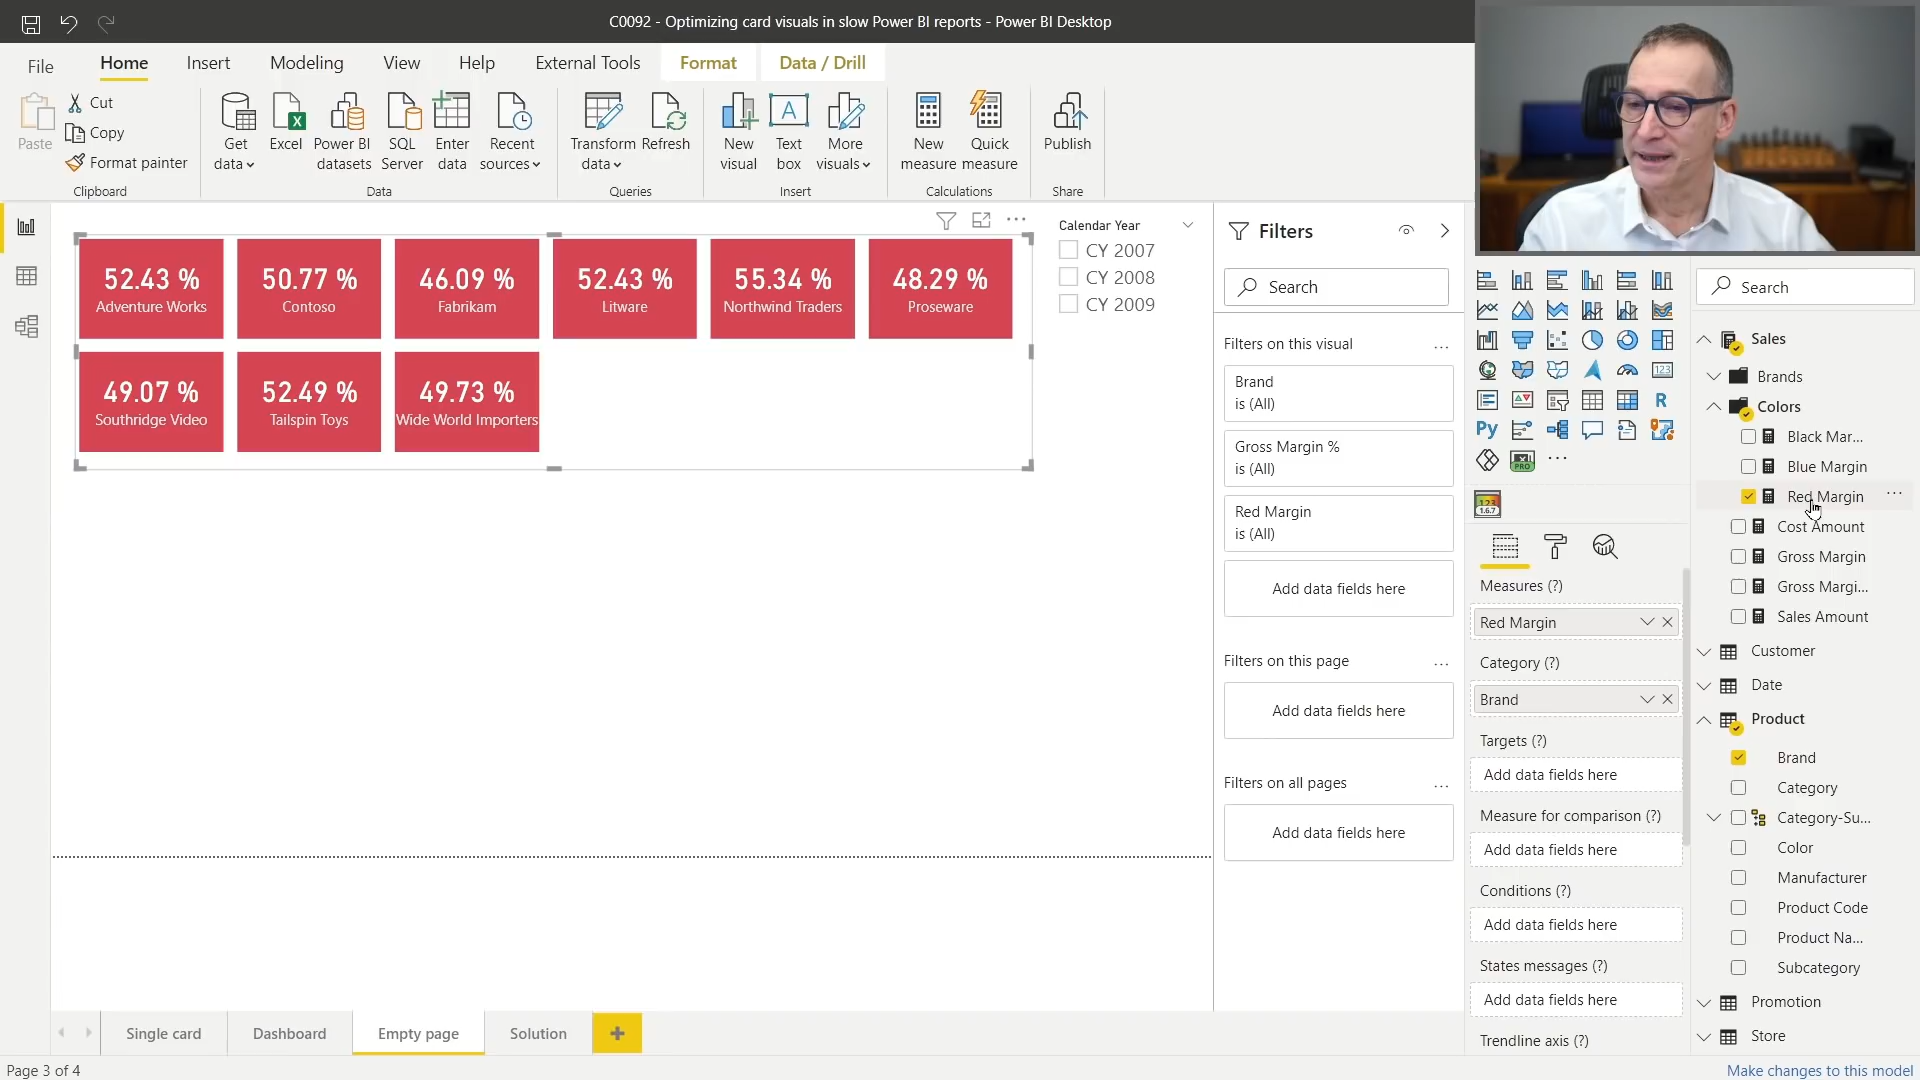 C0092 - Optimizing card visuals in slow Power BI reports - Power BI Desktop
File
Home
Insert
Modeling
View
Help
External Tools
Format
Data / Drill
Paste
Cut
Copy
Format painter
Clipboard
Get
data
Excel
Power BI
datasets
SQL
Server
Enter
data
Recent
sources
Data
Transform
data
Refresh
Queries
New
visual
Text
box
More
visuals
Insert
New
measure
Quick
measure
Calculations
Publish
Share
52.43 %
Adventure Works
50.77 %
Contoso
46.09 %
Fabrikam
52.43 %
Litware
55.34 %
Northwind Traders
48.29 %
Proseware
49.07 %
Southridge Video
52.49 %
Tailspin Toys
49.73 %
Wide World Importers
Calendar Year
CY 2007
CY 2008
CY 2009
Filters
Search
Filters on this visual
...
Brand
is (All)
Gross Margin %
is (All)
Red Margin
is (All)
Add data fields here
Filters on this page
...
Add data fields here
Filters on all pages
...
Add data fields here
123
R
Py
PRO
...
123
1.6.7
Measures (?)
Red Margin
Category (?)
Brand
Targets (?)
Add data fields here
Measure for comparison (?)
Add data fields here
Conditions (?)
Add data fields here
States messages (?)
Add data fields here
Trendline axis (?)
Search
Sales
Brands
Colors
Black Mar...
Blue Margin
Red Margin
...
Cost Amount
Gross Margin
Gross Margi...
Sales Amount
Customer
Date
Product
Brand
Category
Category-Su...
Color
Manufacturer
Product Code
Product Na...
Subcategory
Promotion
Store
Single card
Dashboard
Empty page
Solution
+
Page 3 of 4
Make changes to this model